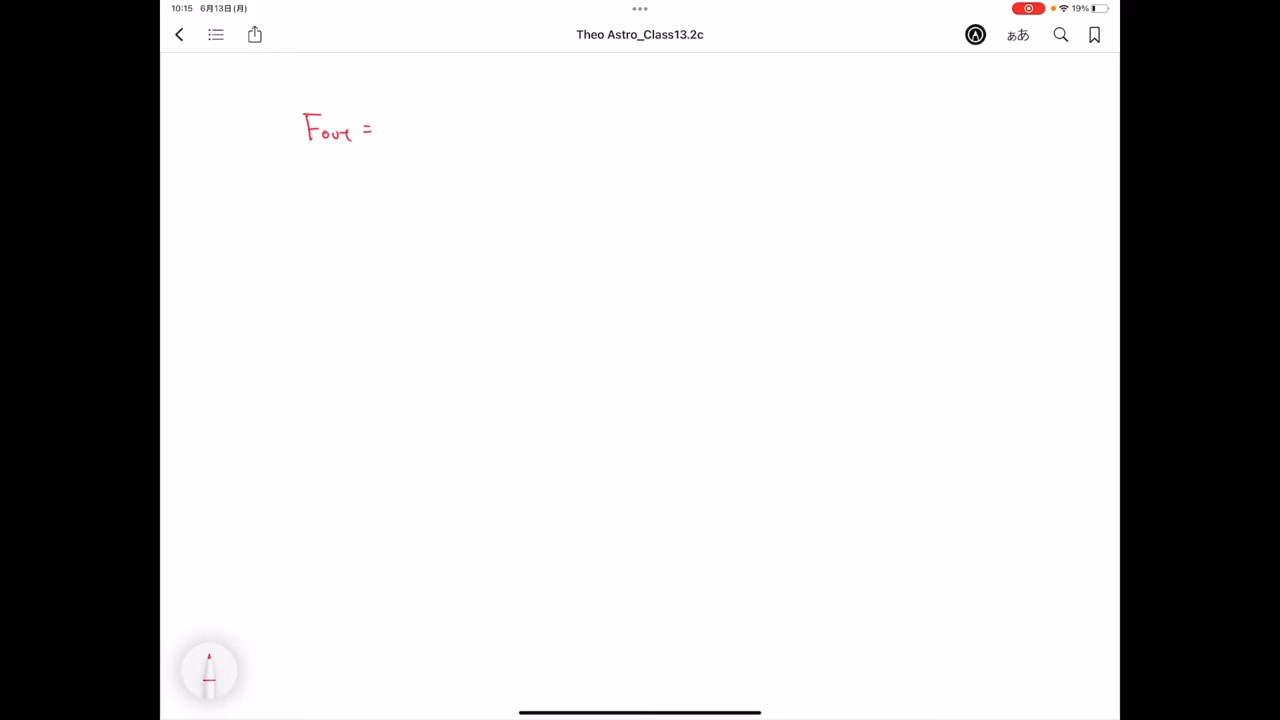 10:15 6月13日(月)
19%
Theo Astro_Class13.2c
ぁあ
Fout =